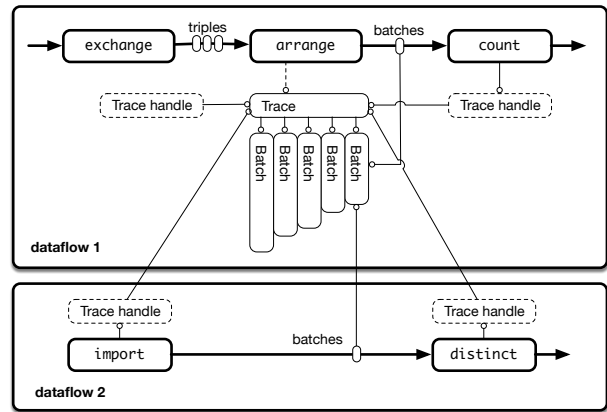 triples
batches
exchange
arrange
count
Trace handle
Trace
Trace handle
Batch
Batch
Batch
Batch
Batch
dataflow 1
Trace handle
Trace handle
batches
import
distinct
dataflow 2